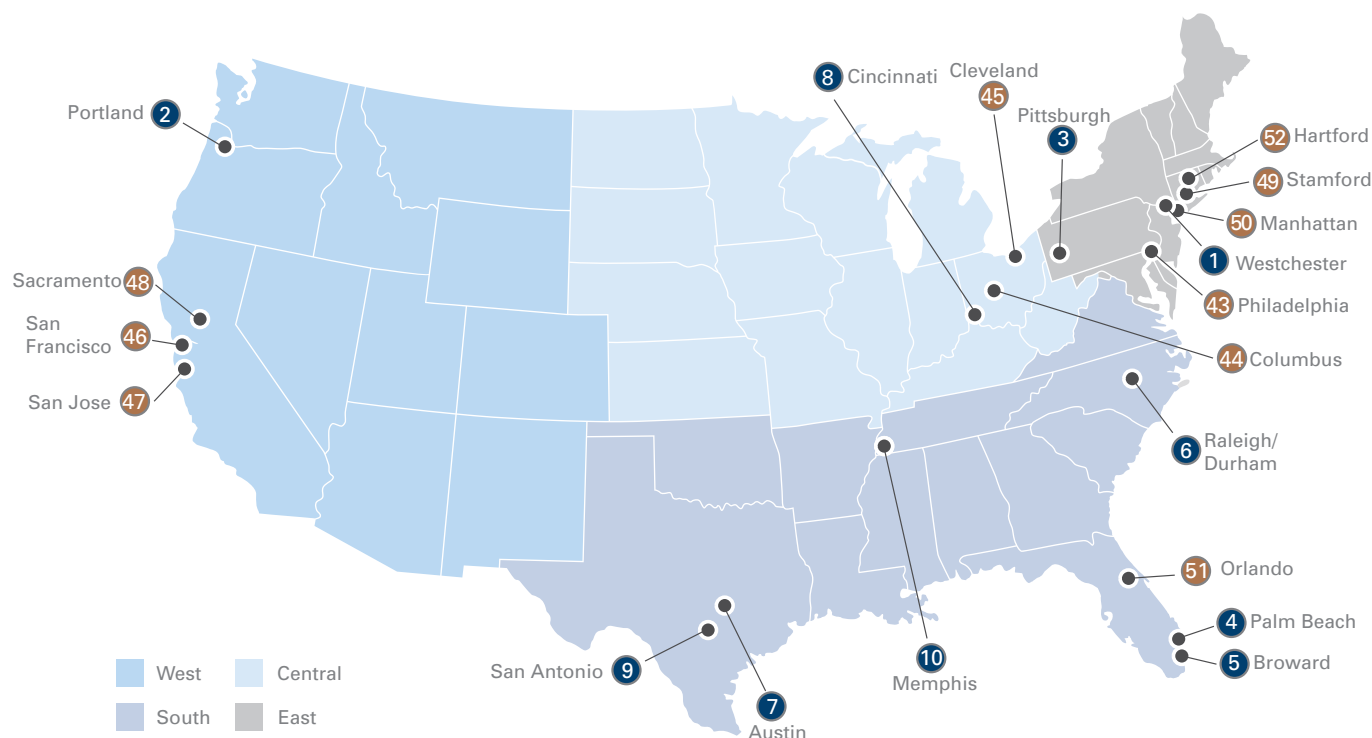 8 Cincinnati
Cleveland
45
Pittsburgh
3
Portland 2
52 Hartford
49 Stamford
50 Manhattan
1 Westchester
43 Philadelphia
Sacramento 48
San
Francisco
46
San Jose 47
44 Columbus
6 Raleigh/
Durham
51 Orlando
4 Palm Beach
5 Broward
San Antonio 9
10
Memphis
7
Austin
West
Central
South
East